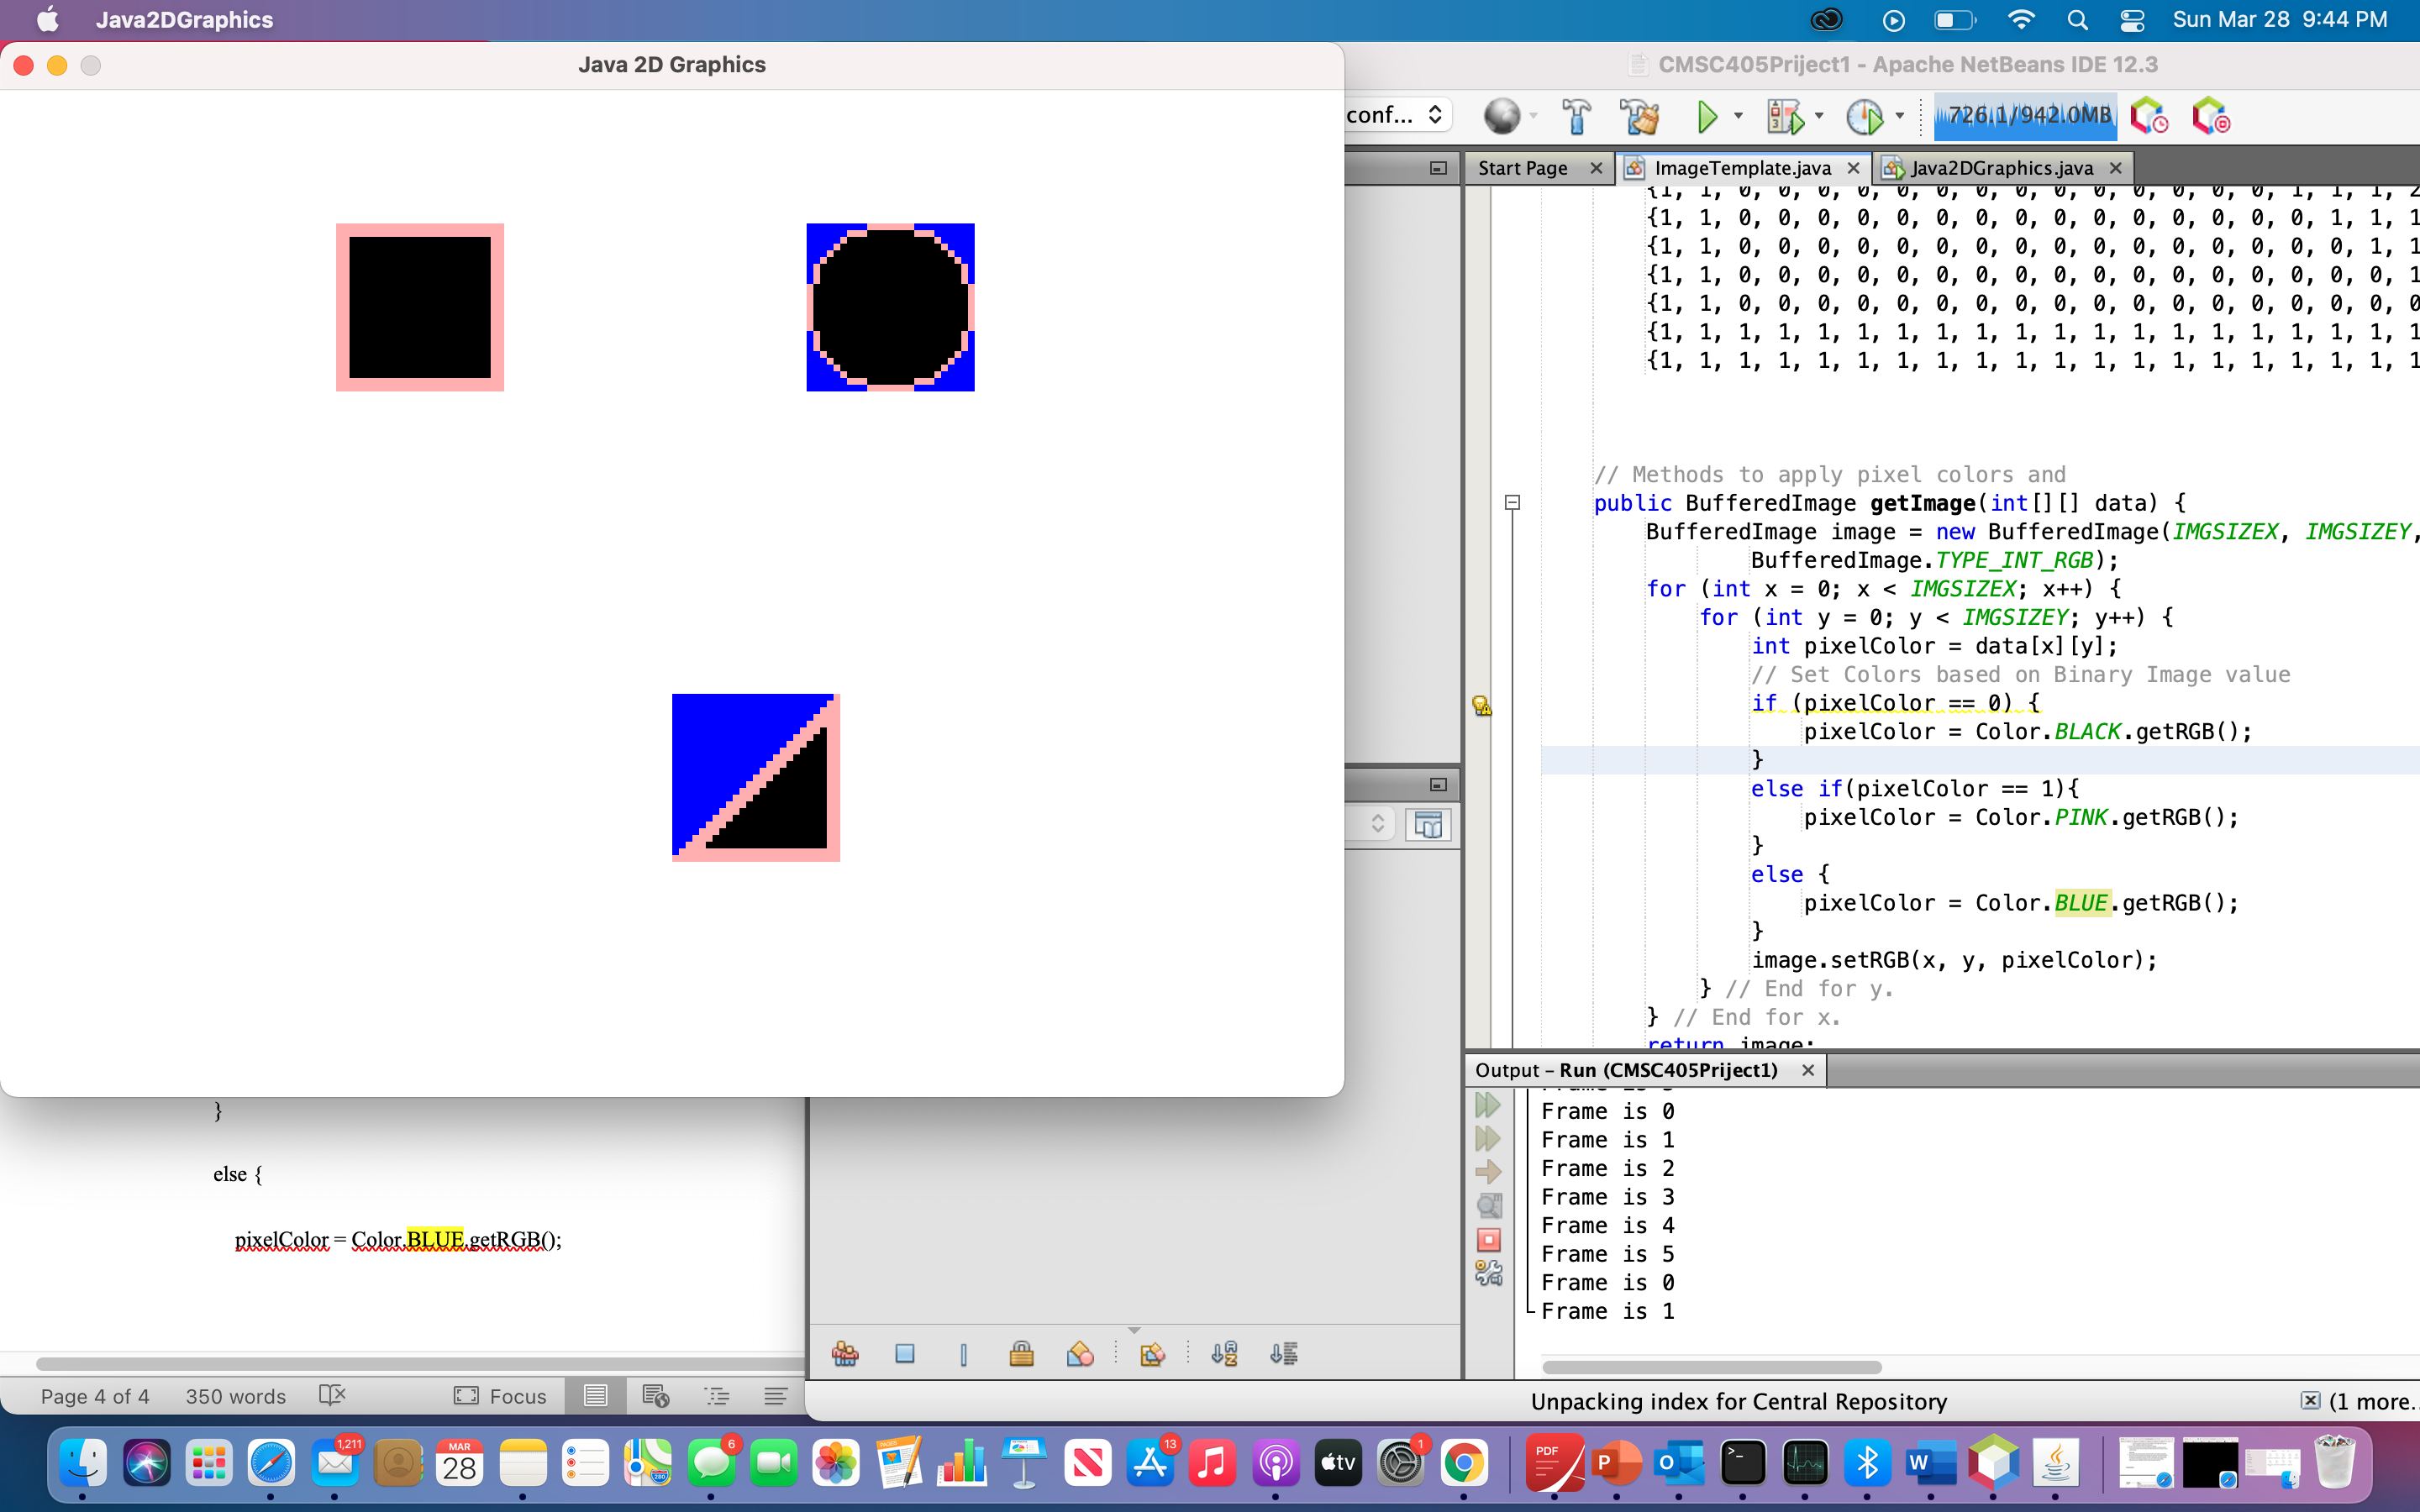 Java2DGraphics
Sun Mar 28 9:44 PM
Java 2D Graphics
CMSC405Priject1 - Apache NetBeans IDE 12.3
conf...
726.1/942.0MB
Start Page
ImageTemplate.java
Java2DGraphics.java
{1, 1, 0, 0, 0, 0, 0, 0, 0, 0, 0, 0, 0, 0, 0, 0, 1, 1, 1, 2
{1, 1, 0, 0, 0, 0, 0, 0, 0, 0, 0, 0, 0, 0, 0, 0, 0, 1, 1, 1
{1, 1, 0, 0, 0, 0, 0, 0, 0, 0, 0, 0, 0, 0, 0, 0, 0, 0, 1, 1
{1, 1, 0, 0, 0, 0, 0, 0, 0, 0, 0, 0, 0, 0, 0, 0, 0, 0, 0, 1
{1, 1, 0, 0, 0, 0, 0, 0, 0, 0, 0, 0, 0, 0, 0, 0, 0, 0, 0, 0
{1, 1, 1, 1, 1, 1, 1, 1, 1, 1, 1, 1, 1, 1, 1, 1, 1, 1, 1, 1
{1, 1, 1, 1, 1, 1, 1, 1, 1, 1, 1, 1, 1, 1, 1, 1, 1, 1, 1, 1
// Methods to apply pixel colors and
public BufferedImage getImage(int[][] data) {
BufferedImage image = new BufferedImage(IMGSIZEX, IMGSIZEY,
BufferedImage.TYPE_INT_RGB);
for (int x = 0; x < IMGSIZEX; x++) {
for (int y = 0; y < IMGSIZEY; y++) {
int pixelColor = data[x][y];
// Set Colors based on Binary Image value
if (pixelColor == 0) {
pixelColor = Color.BLACK.getRGB();
}
else if(pixelColor == 1){
pixelColor = Color.PINK.getRGB();
}
else {
pixelColor = Color.BLUE.getRGB();
}
image.setRGB(x, y, pixelColor);
} // End for y.
} // End for x.
return image;
Output – Run (CMSC405Priject1)
Frame is 0
Frame is 1
Frame is 2
Frame is 3
Frame is 4
Frame is 5
Frame is 0
Frame is 1
}
else {
pixelColor = Color.BLUE.getRGB();
Page 4 of 4
350 words
Focus
Unpacking index for Central Repository
(1 more..
1,211
MAR
28
6
13
tv
1
PDF
P
O
W